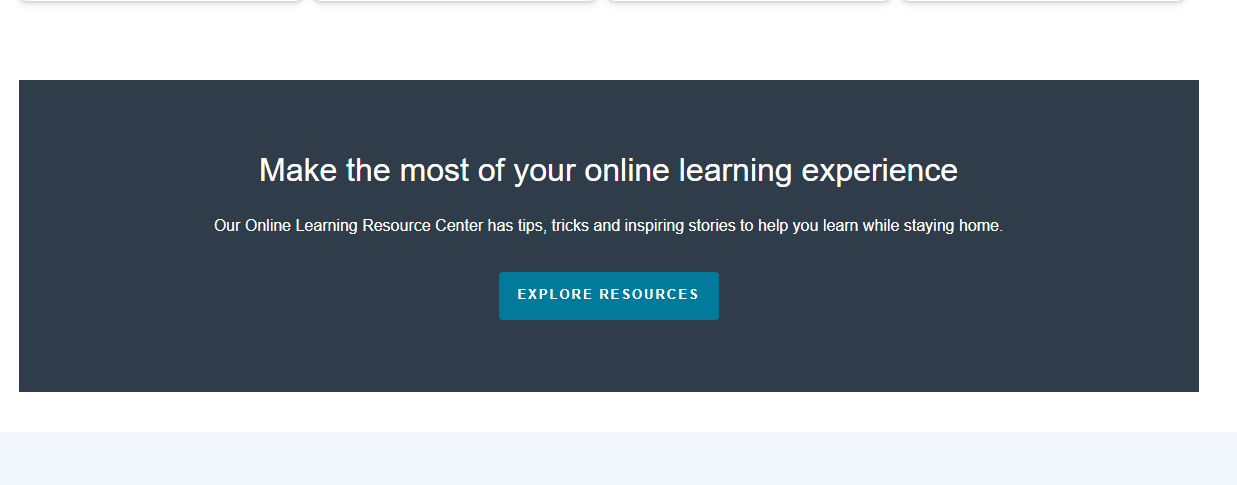 Make the most of your online learning experience
Our Online Learning Resource Center has tips, tricks and inspiring stories to help you learn while staying home.
EXPLORE RESOURCES